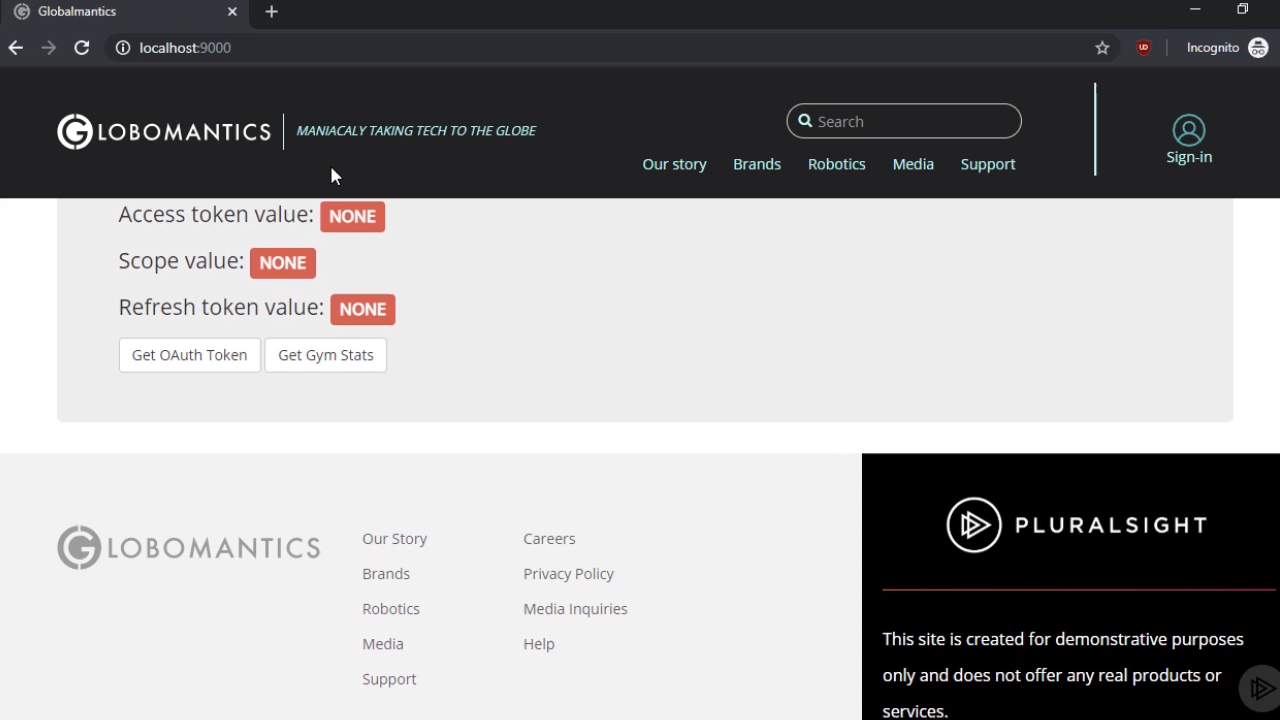 Globalmantics
localhost:9000
UD
Incognito
GLOBOMANTICS
MANIACALY TAKING TECH TO THE GLOBE
Search
Our story
Brands
Robotics
Media
Support
Sign-in
Access token value: NONE
Scope value: NONE
Refresh token value: NONE
Get OAuth Token
Get Gym Stats
GLOBOMANTICS
Our Story
Brands
Robotics
Media
Support
Careers
Privacy Policy
Media Inquiries
Help
PLURALSIGHT
This site is created for demonstrative purposes
only and does not offer any real products or
services.